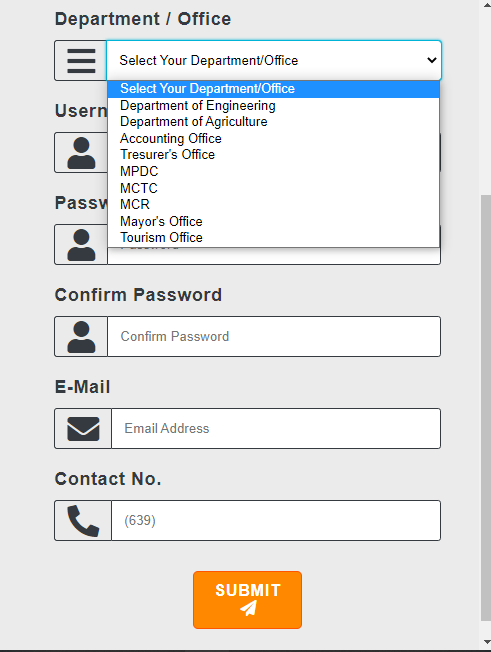 Department / Office
Select Your Department/Office
Select Your Department/Office
Department of Engineering
Department of Agriculture
Accounting Office
Tresurer's Office
MPDC
MCTC
MCR
Mayor's Office
Tourism Office
Usern
Passw
Password
Confirm Password
Confirm Password
E-Mail
Email Address
Contact No.
(639)
SUBMIT